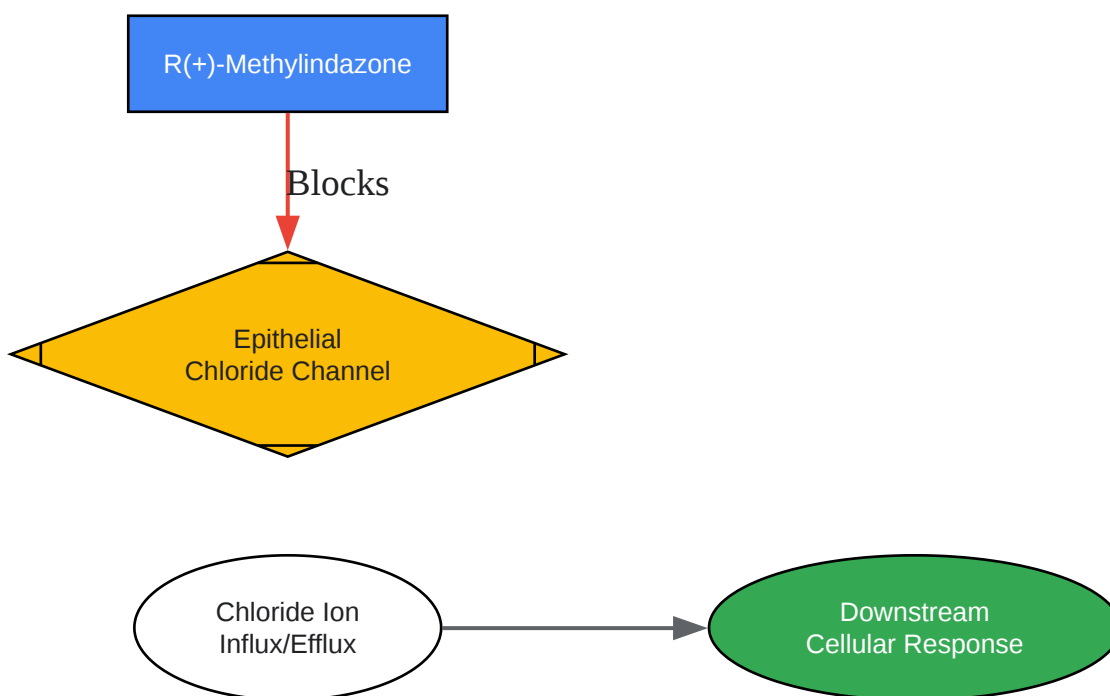 R(+)-Methylindazone
Blocks
Epithelial
Chloride Channel
Chloride Ion
Influx/Efflux
Downstream
Cellular Response